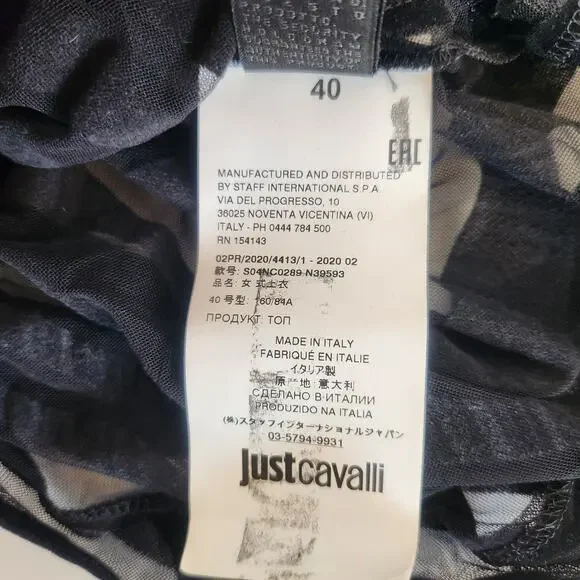 40
EAC
MANUFACTURED AND DISTRIBUTED
BY STAFF INTERNATIONAL S.P.A.
VIA DEL PROGRESSO, 10
36025 NOVENTA VICENTINA (VI)
ITALY - PH 0444 784 500
RN 154143
02PR/2020/4413/1 - 2020 02
款号: S04NC0289 N39593
品名: 女式上衣
40 号型: 160/84A
ПРОДУКТ: ТОП
MADE IN ITALY
FABRIQUÉ EN ITALIE
イタリア製
原产地:意大利
СДЕЛАНО В ИТАЛИИ
PRODUZIDO NA ITALIA
(株)スタッフインターナショナルジャパン
03-5794-9931
justcavalli